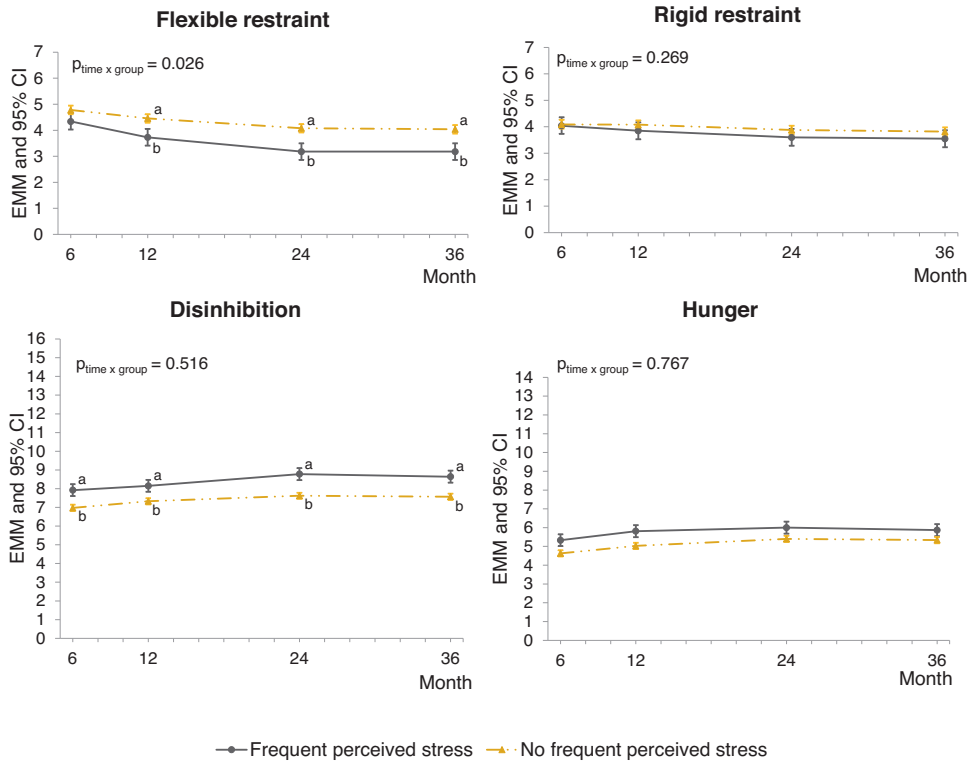 Flexible restraint
p time x group = 0.026
EMM and 95% CI
7
6
5
4
3
2
1
0
a
a
a
b
b
b
6 12 24 36
Month
Rigid restraint
p time x group = 0.269
EMM and 95% CI
7
6
5
4
3
2
1
0
6 12 24 36
Month
Disinhibition
p time x group = 0.516
EMM and 95% CI
16
15
14
13
12
11
10
9
8
7
6
5
4
3
2
1
0
a
a
a
a
b
b
b
b
6 12 24 36
Month
Hunger
p time x group = 0.767
EMM and 95% CI
14
13
12
11
10
9
8
7
6
5
4
3
2
1
0
6 12 24 36
Month
Frequent perceived stress No frequent perceived stress